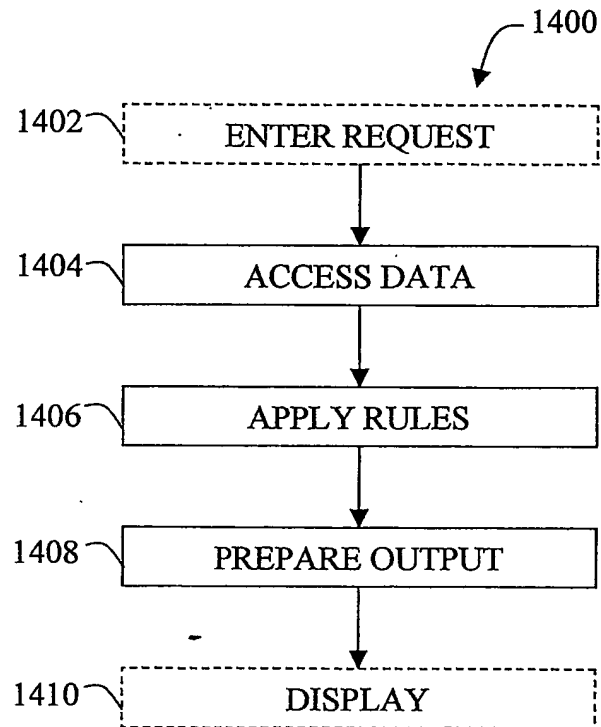 1400
1402 ENTER REQUEST
1404 ACCESS DATA
1406 APPLY RULES
1408 PREPARE OUTPUT
1410 DISPLAY